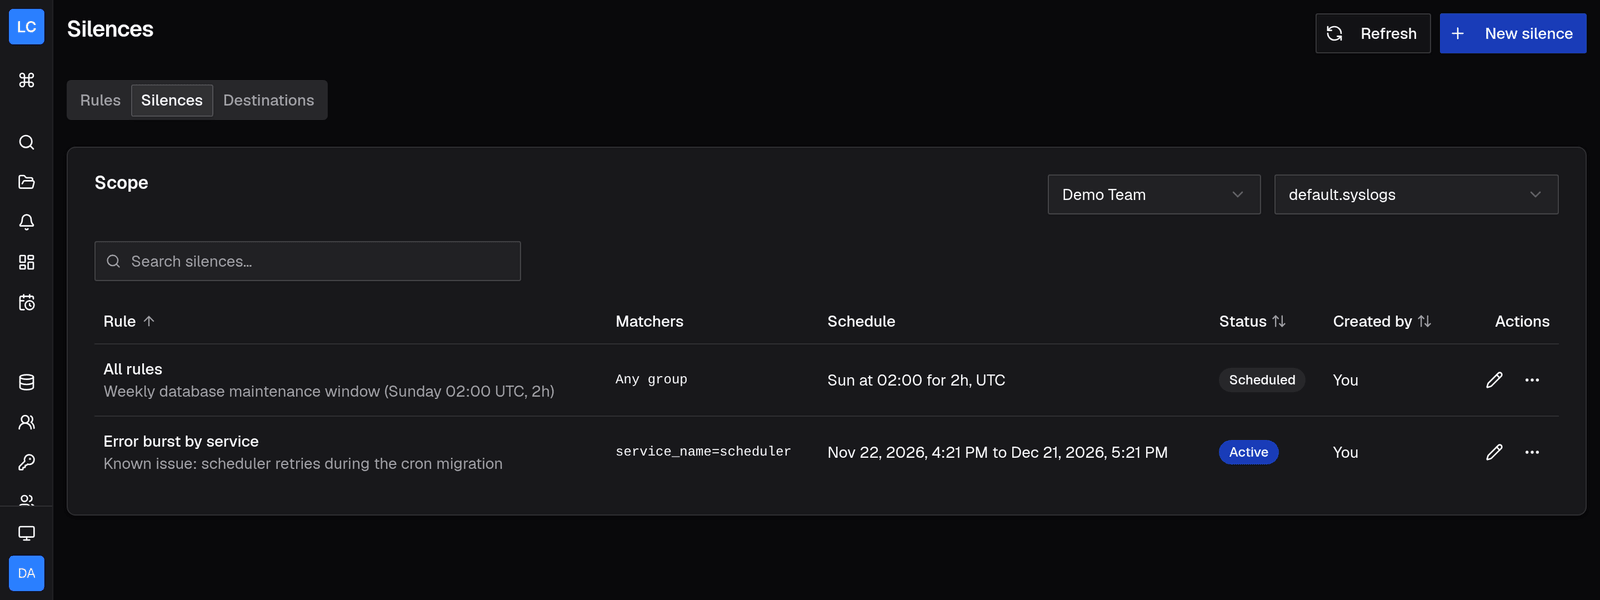 LC
Silences
Refresh
New silence
Rules Silences Destinations
Scope
Demo Team
default.syslogs
Search silences...
Rule Matchers Schedule Status Created by Actions
All rules
Weekly database maintenance window (Sunday 02:00 UTC, 2h)
Any group
Sun at 02:00 for 2h, UTC
Scheduled
You
Error burst by service
Known issue: scheduler retries during the cron migration
service_name=scheduler
Nov 22, 2026, 4:21 PM to Dec 21, 2026, 5:21 PM
Active
You
DA